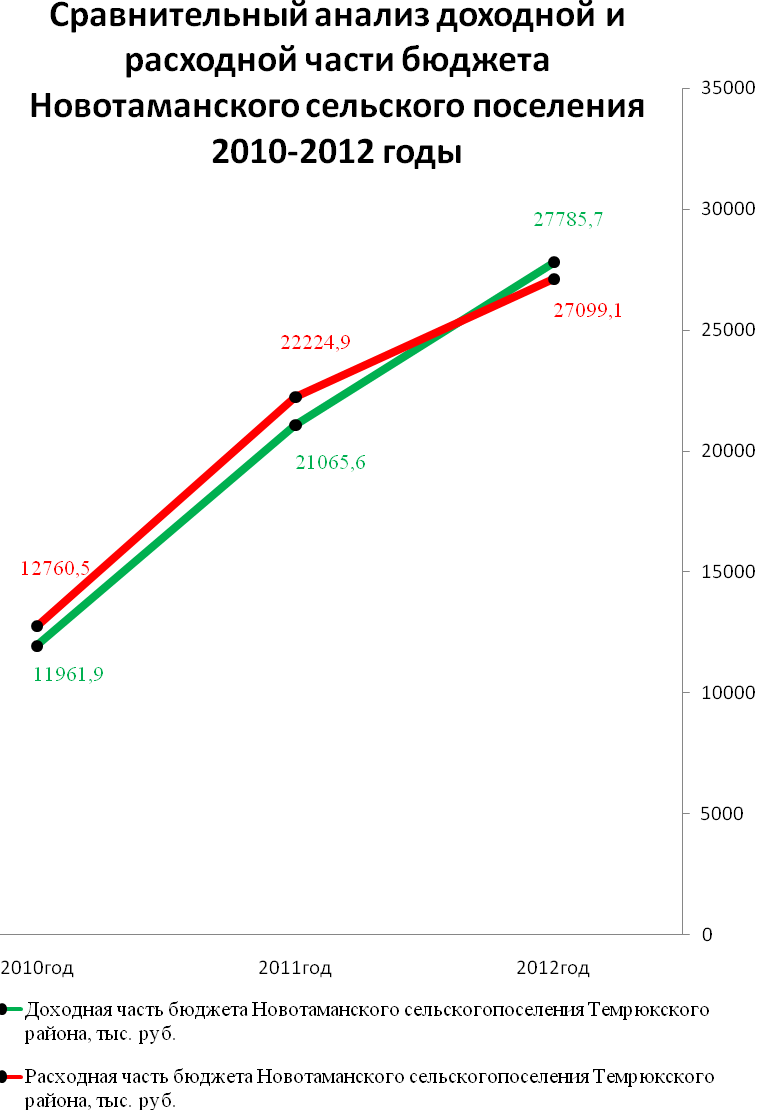 Сравнительный анализ доходной и
расходной части бюджета
Новотаманского сельского поселения
2010-2012 годы
35000
30000
27785,7
27099,1
25000
22224,9
21065,6
20000
15000
12760,5
11961,9
10000
5000
0
2010год 2011год 2012год
Доходная часть бюджета Новотаманского сельскогопоселения Темрюкского
района, тыс. руб.
Расходная часть бюджета Новотаманского сельскогопоселения Темрюкского
района, тыс. руб.